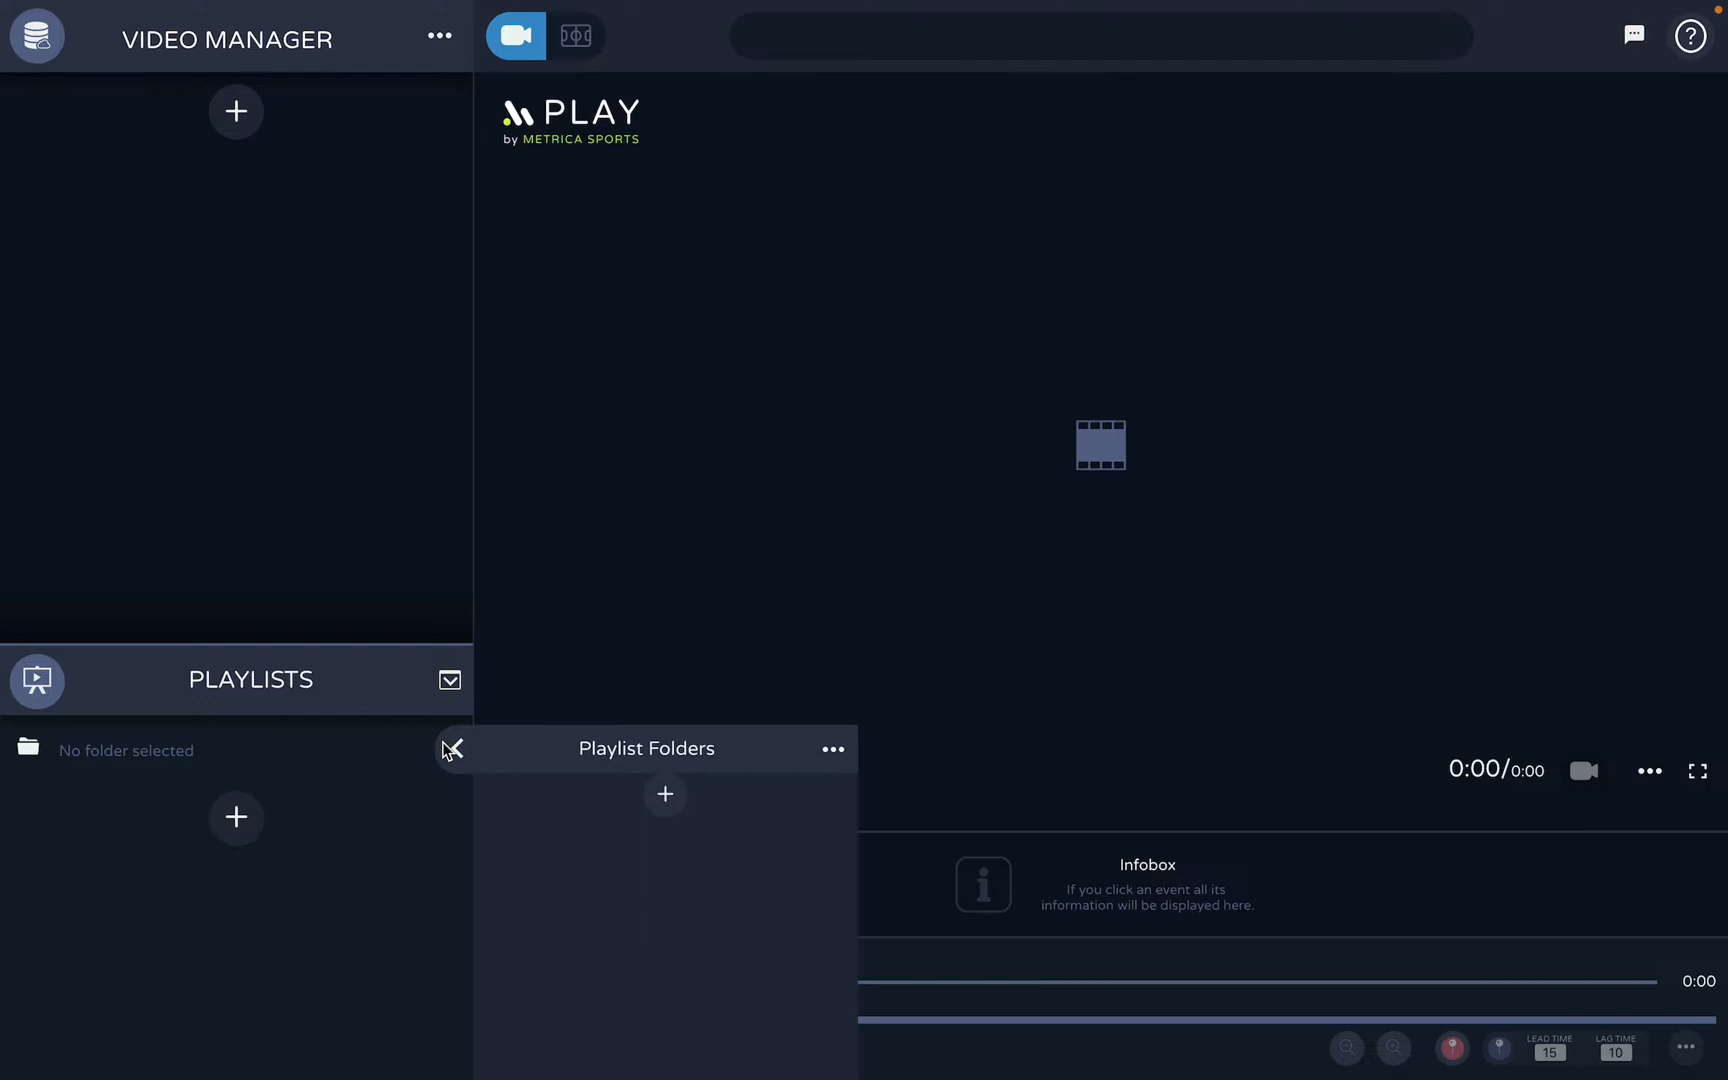 VIDEO MANAGER
PLAY
by METRICA SPORTS
PLAYLISTS
No folder selected
Playlist Folders
0:00/0:00
Infobox
If you click an event all its
information will be displayed here.
0:00
LEAD TIME
15
LAG TIME
10